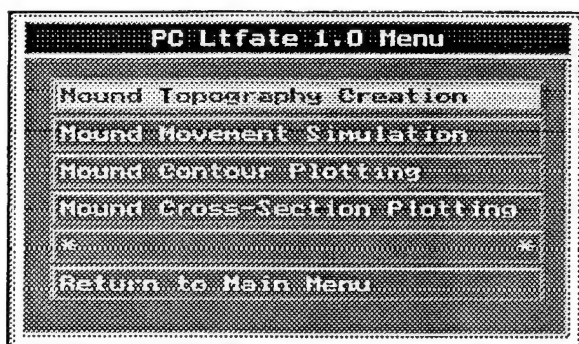 PC Ltfate 1.0 Menu
Mound Topography Creation
Mound Movement Simulation
Mound Contour Plotting
Mound Cross-Section Plotting
* *
Return to Main Menu